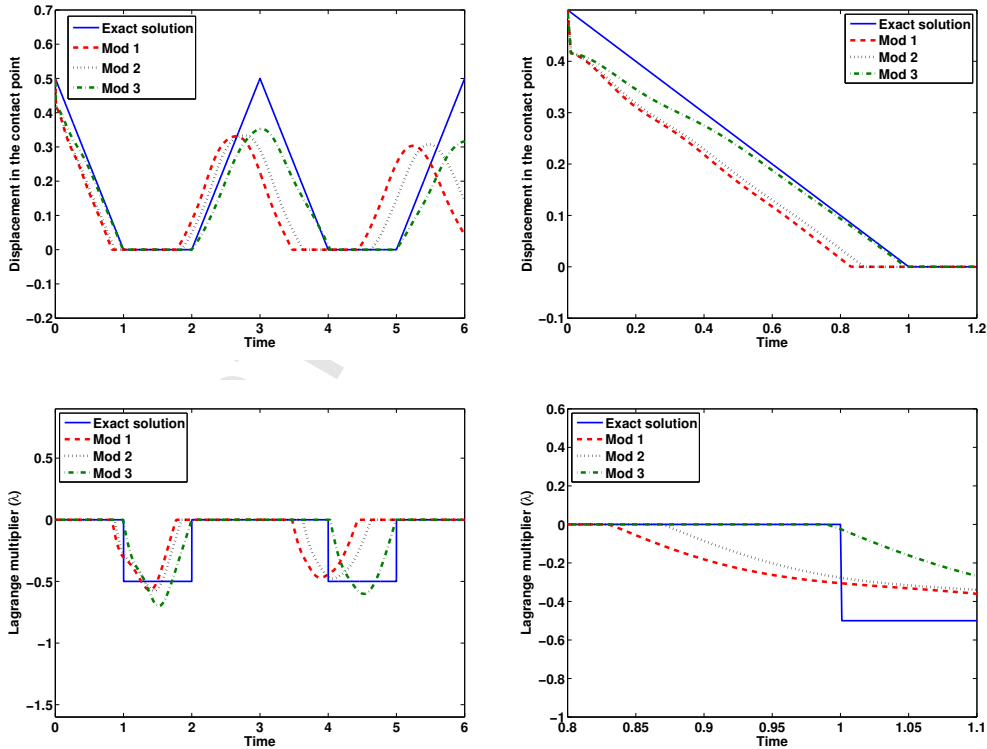 0.7
0.6
0.5
0.4
0.3
0.2
0.1
0
−0.1
−0.2
0 1 2 3 4 5 6
Time
Displacement in the contact point
Exact solution
Mod 1
Mod 2
Mod 3
0.4
0.3
0.2
0.1
0
−0.1
0 0.2 0.4 0.6 0.8 1 1.2
Time
Displacement in the contact point
Exact solution
Mod 1
Mod 2
Mod 3
0.5
0
−0.5
−1
−1.5
0 1 2 3 4 5 6
Time
Lagrange multiplier (λ)
Exact solution
Mod 1
Mod 2
Mod 3
0.6
0.4
0.2
0
−0.2
−0.4
−0.6
−0.8
−1
0.8 0.85 0.9 0.95 1 1.05 1.1
Time
Lagrange multiplier (λ)
Exact solution
Mod 1
Mod 2
Mod 3